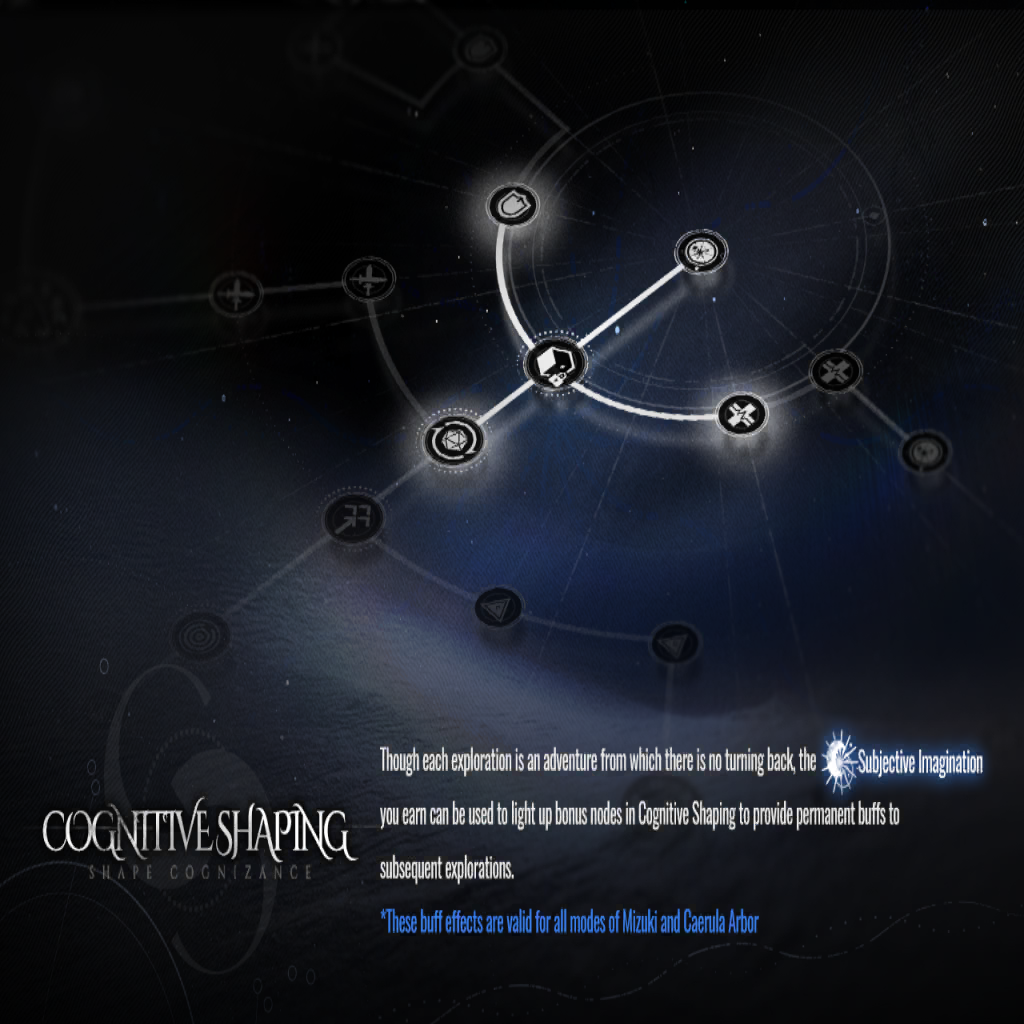 Though each exploration is an adventure from which there is no turning back, the Subjective Imagination
you earn can be used to light up bonus nodes in Cognitive Shaping to provide permanent buffs to
subsequent explorations.
*These buff effects are valid for all modes of Mizuki and Caerula Arbor
COGNITIVE SHAPING
SHAPE COGNIZANCE